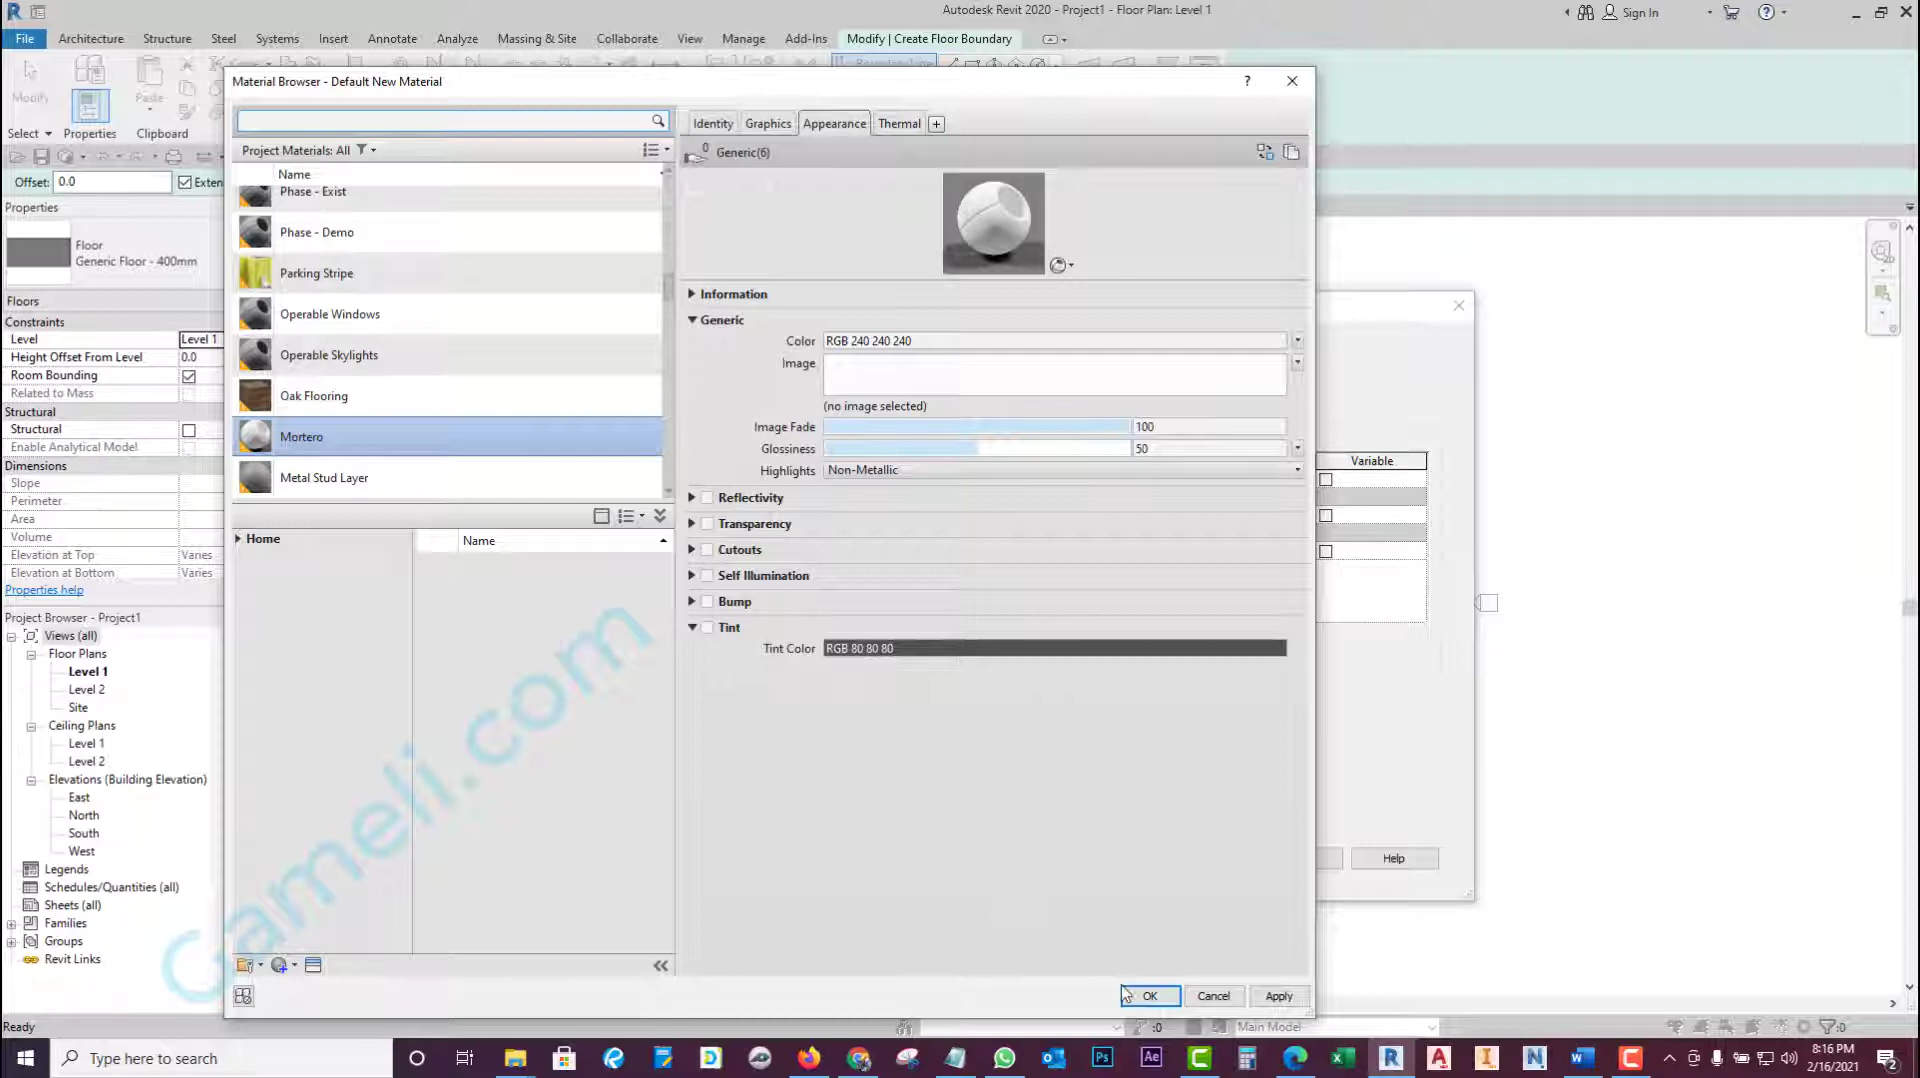 Autodesk Revit 2020 - Project1 - Floor Plan: Level 1
Sign In
File Architecture Structure Steel Systems Insert Annotate Analyze Massing & Site Collaborate View Manage Add-Ins Modify | Create Floor Boundary
Modify
Paste
Select Properties Clipboard
Offset: 0.0 Exten
Properties
Floor
Generic Floor - 400mm
Floors
Constraints
Level Level 1
Height Offset From Level 0.0
Room Bounding
Related to Mass
Structural
Structural
Enable Analytical Model
Dimensions
Slope
Perimeter
Area
Volume
Elevation at Top Varies
Elevation at Bottom Varies
Properties help
Project Browser - Project1
Views (all)
Floor Plans
Level 1
Level 2
Site
Ceiling Plans
Level 1
Level 2
Elevations (Building Elevation)
East
North
South
West
Legends
Schedules/Quantities (all)
Sheets (all)
Families
Groups
Revit Links
Material Browser - Default New Material
? 
Project Materials: All
Name
Phase - Exist
Phase - Demo
Parking Stripe
Operable Windows
Operable Skylights
Oak Flooring
Mortero
Metal Stud Layer
Home
Name
Identity Graphics Appearance Thermal +
0 Generic(6)
Information
Generic
Color RGB 240 240 240
Image
(no image selected)
Image Fade 100
Glossiness 50
Highlights Non-Metallic
Reflectivity
Transparency
Cutouts
Self Illumination
Bump
Tint
Tint Color RGB 80 80 80
OK Cancel Apply
Variable
Help
Gameli.com
Ready
:0 Main Model :0
Type here to search
8:16 PM
2/16/2021
2